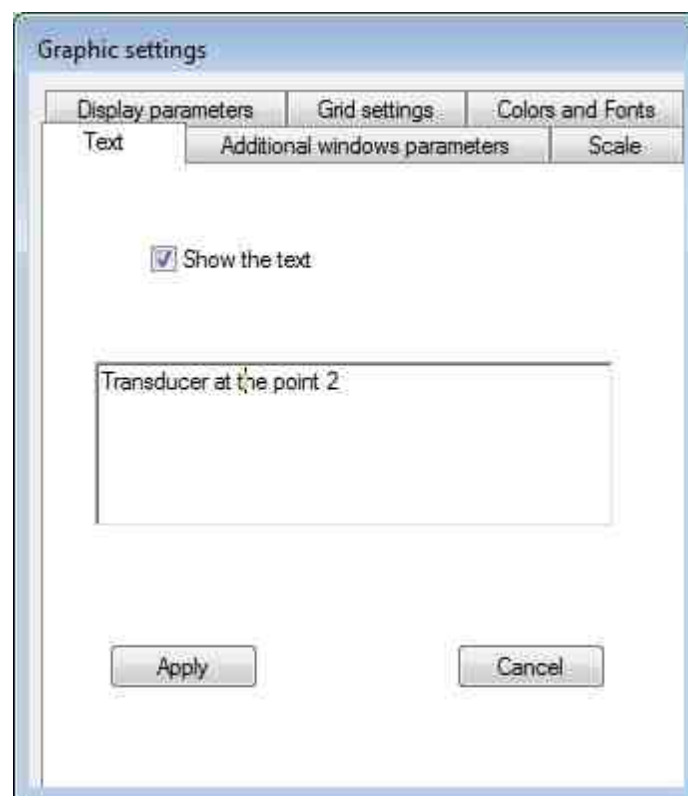 Graphic settings
Display parameters Grid settings Colors and Fonts
Text Additional windows parameters Scale
Show the text
Transducer at the point 2
Apply Cancel